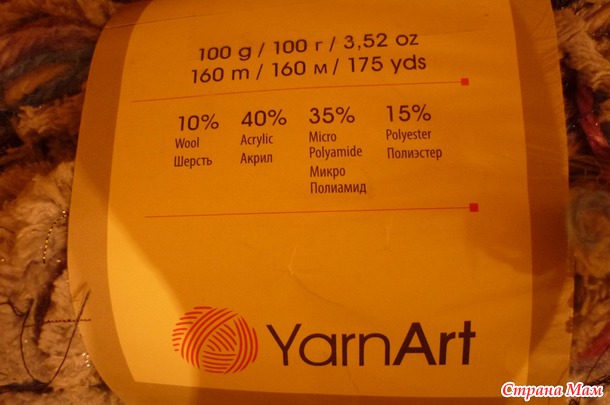 100 g / 100 г / 3,52 oz
160 m / 160 м / 175 yds
10% 40% 35% 15%
Wool Acrylic Micro Polyester
Шерсть Акрил Polyamide Полиэстер
Микро
Полиамид
YarnArt
Страна Мам